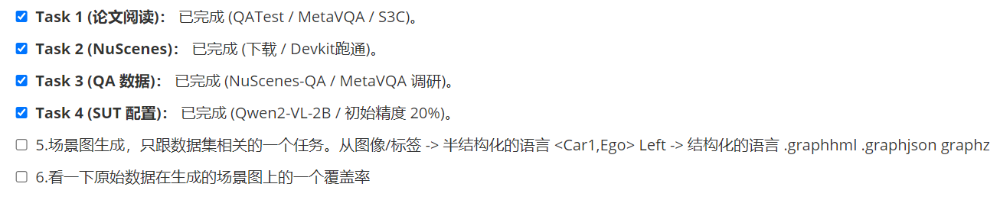 Task 1 (论文阅读)： 已完成 (QATest / MetaVQA / S3C)。
Task 2 (NuScenes)： 已完成 (下载 / Devkit跑通)。
Task 3 (QA 数据)： 已完成 (NuScenes-QA / MetaVQA 调研)。
Task 4 (SUT 配置)： 已完成 (Qwen2-VL-2B / 初始精度 20%)。
5.场景图生成，只跟数据集相关的一个任务。从图像/标签 -> 半结构化的语言 <Car1,Ego> Left -> 结构化的语言 .graphhml .graphjson graphz
6.看一下原始数据在生成的场景图上的一个覆盖率